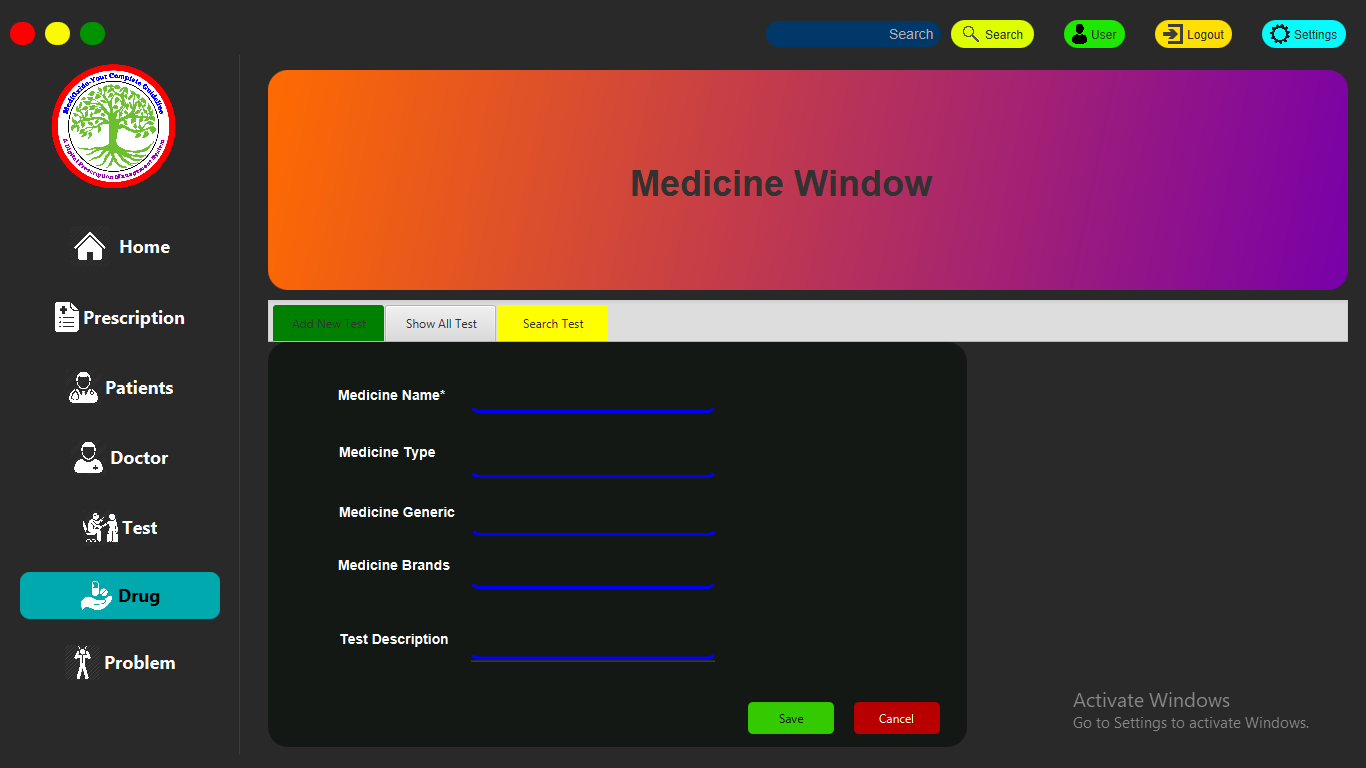 Search
Search
User
Logout
Settings
Your Complete Guideline
A Digital Prescription Management System
Medicine Window
Home
Prescription
Patients
Doctor
Test
Drug
Problem
Add New Test
Show All Test
Search Test
Medicine Name*
Medicine Type
Medicine Generic
Medicine Brands
Test Description
Save
Cancel
Activate Windows
Go to Settings to activate Windows.